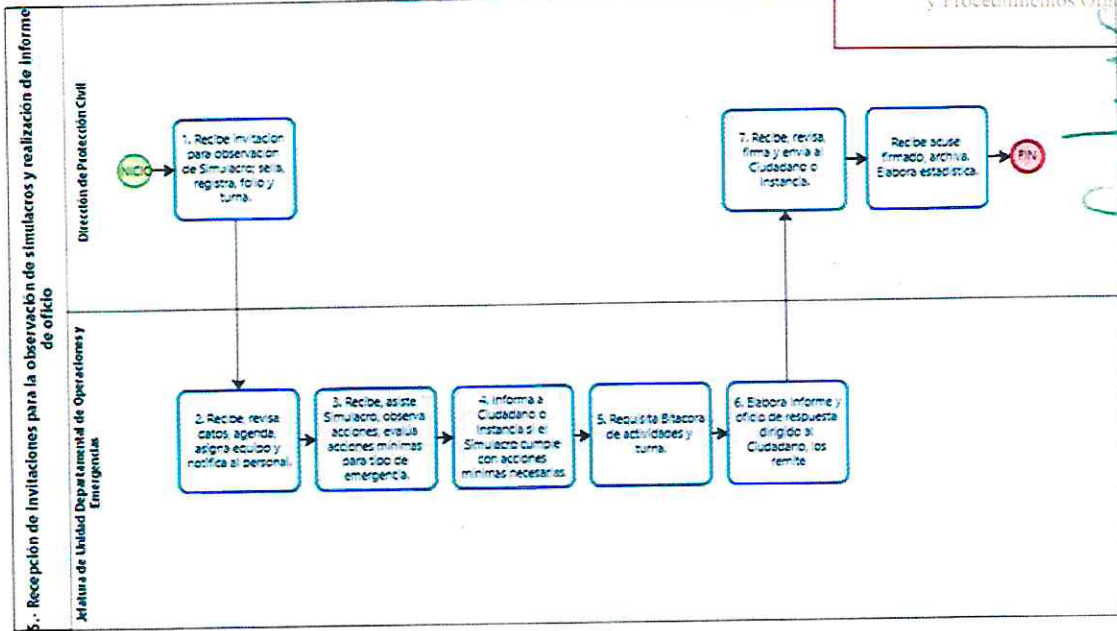 y Procedimientos
5.- Recepción de invitaciones para la observación de simulacros y realización de informe
de oficio
Dirección de Protección Civil
INICIO
1. Recibe invitacion
para observacion
de Simulacro; sella,
registra, folio y
turna.
7. Recibe, revisa,
firma y envia al
Ciudadano o
Instancia.
Recibe acuse
firmado, archiva.
Elabora estadística.
FIN
Jefatura de Unidad Departamental de Operaciones y
Emergencias
2. Recibe, revisa
datos, agenda,
asigna equipo y
notifica al personal.
3. Recibe, asiste
Simulacro, observa
acciones, evalúa
acciones mínimas
para tipo de
emergencia.
4. Informa a
Ciudadano o
Instancia si el
Simulacro cumple
con acciones
mínimas necesarias.
5. Requisita Bitacora
de actividades y
turna.
6. Elabora Informe y
oficio de respuesta
dirigido al
Ciudadano, los
remite